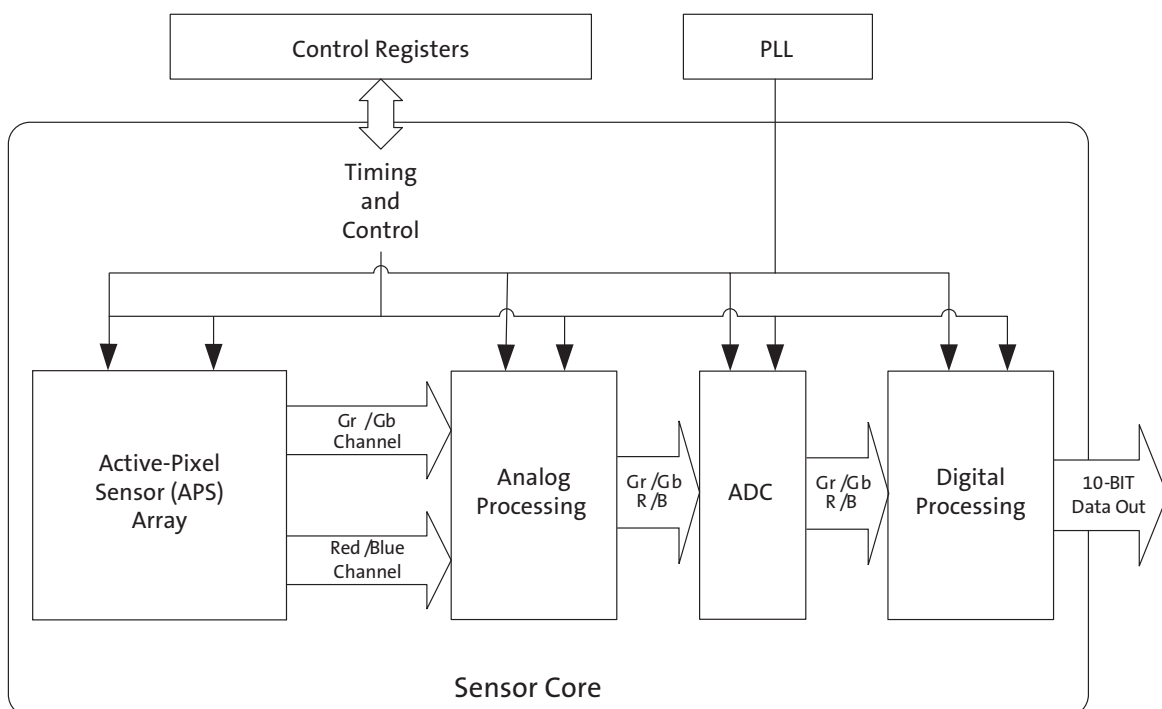 Control Registers
PLL
Timing
and
Control
Active-Pixel
Sensor (APS)
Array
Gr /Gb
Channel
Red /Blue
Channel
Analog
Processing
Gr /Gb
R /B
ADC
Gr /Gb
R /B
Digital
Processing
10-BIT
Data Out
Sensor Core